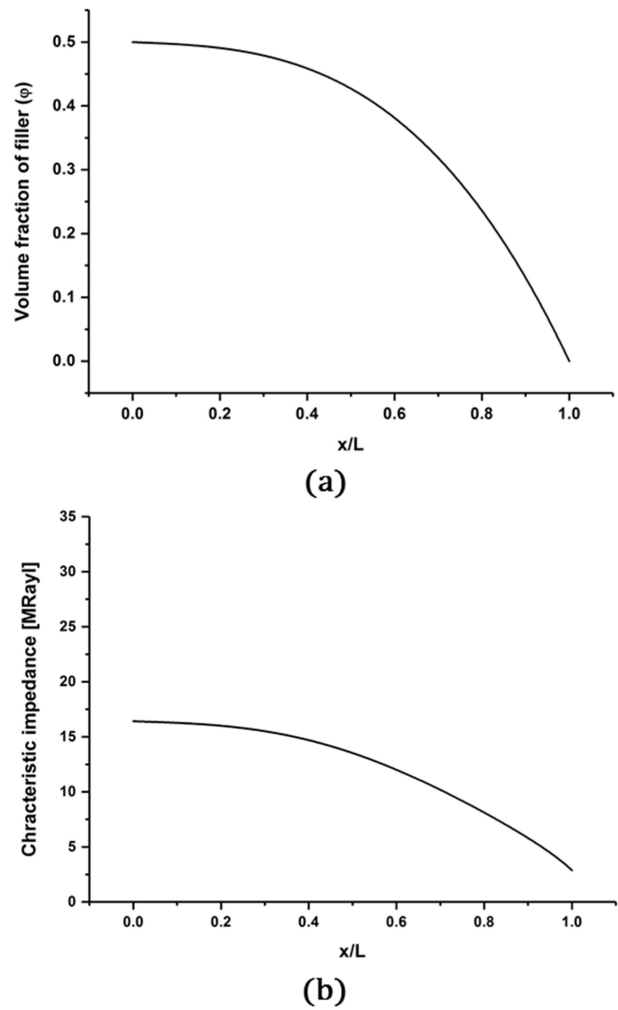 0.5
0.4
0.3
0.2
0.1
0.0
Volume fraction of filler (φ)
0.0 0.2 0.4 0.6 0.8 1.0
x/L
(a)
35
30
25
20
15
10
5
0
Chracteristic impedance [MRayl]
0.0 0.2 0.4 0.6 0.8 1.0
x/L
(b)